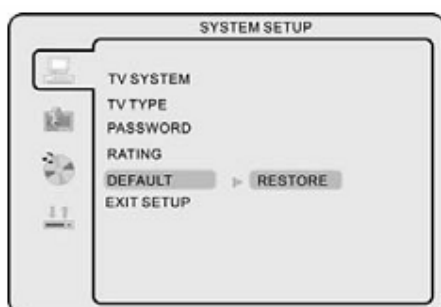 SYSTEM SETUP
TV SYSTEM
TV TYPE
PASSWORD
RATING
DEFAULT RESTORE
EXIT SETUP